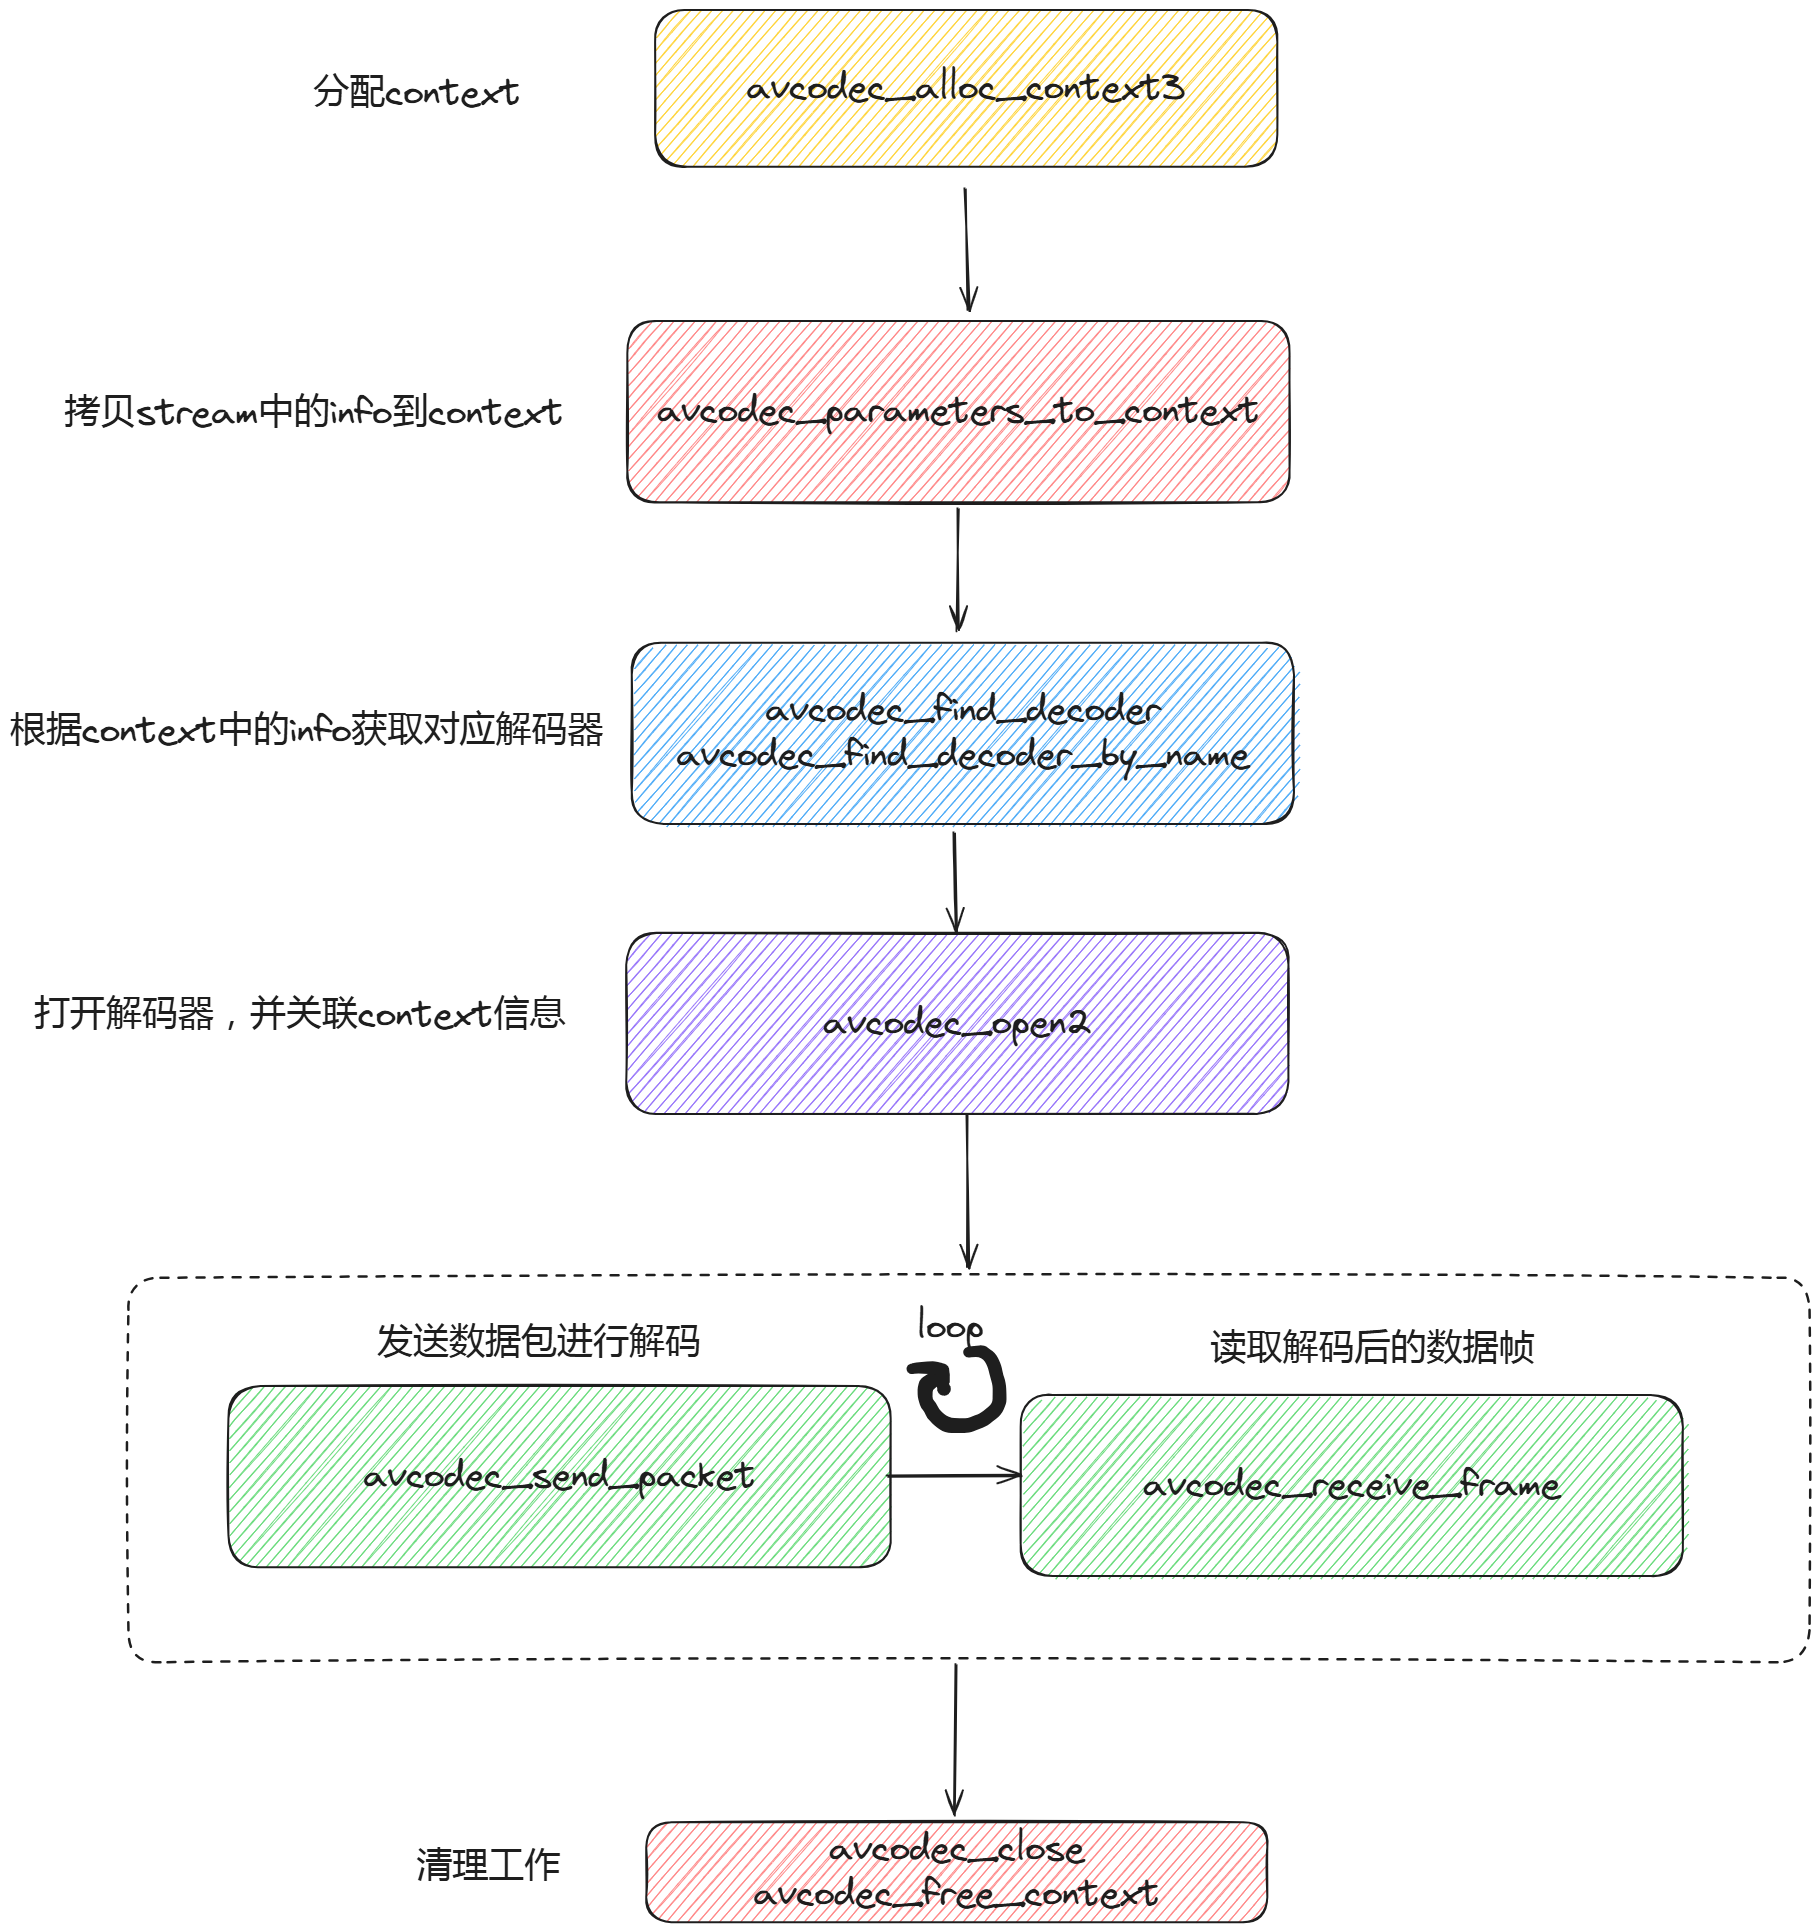 分配context
avcodec_alloc_context3
拷贝stream中的info到context
avcodec_parameters_to_context
根据context中的info获取对应解码器
avcodec_find_decoder
avcodec_find_decoder_by_name
打开解码器，并关联context信息
avcodec_open2
loop
发送数据包进行解码
读取解码后的数据帧
avcodec_send_packet
avcodec_receive_frame
清理工作
avcodec_close
avcodec_free_context